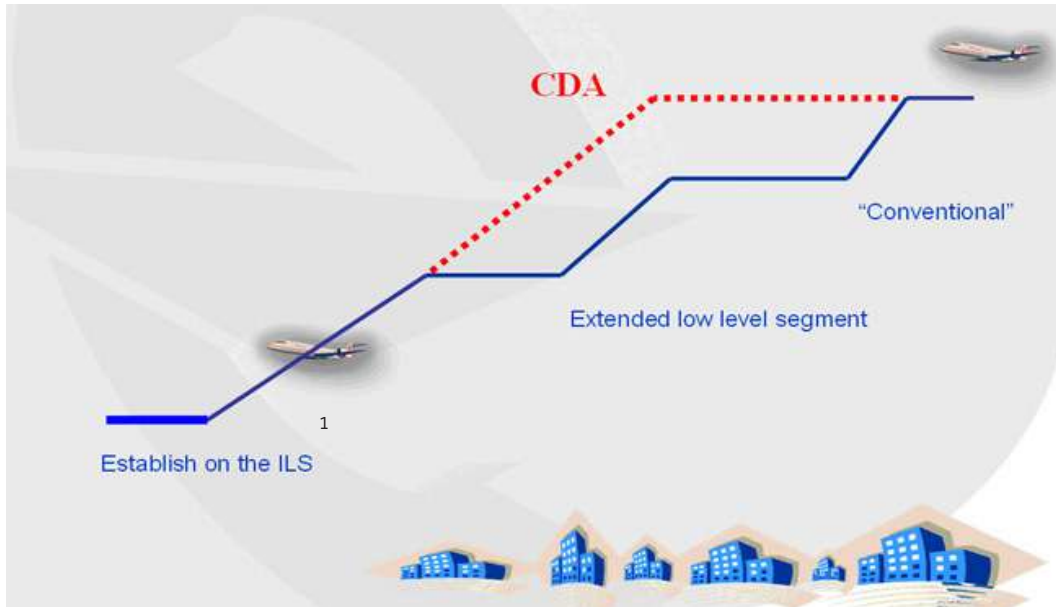 CDA
“Conventional”
Extended low level segment
1
Establish on the ILS